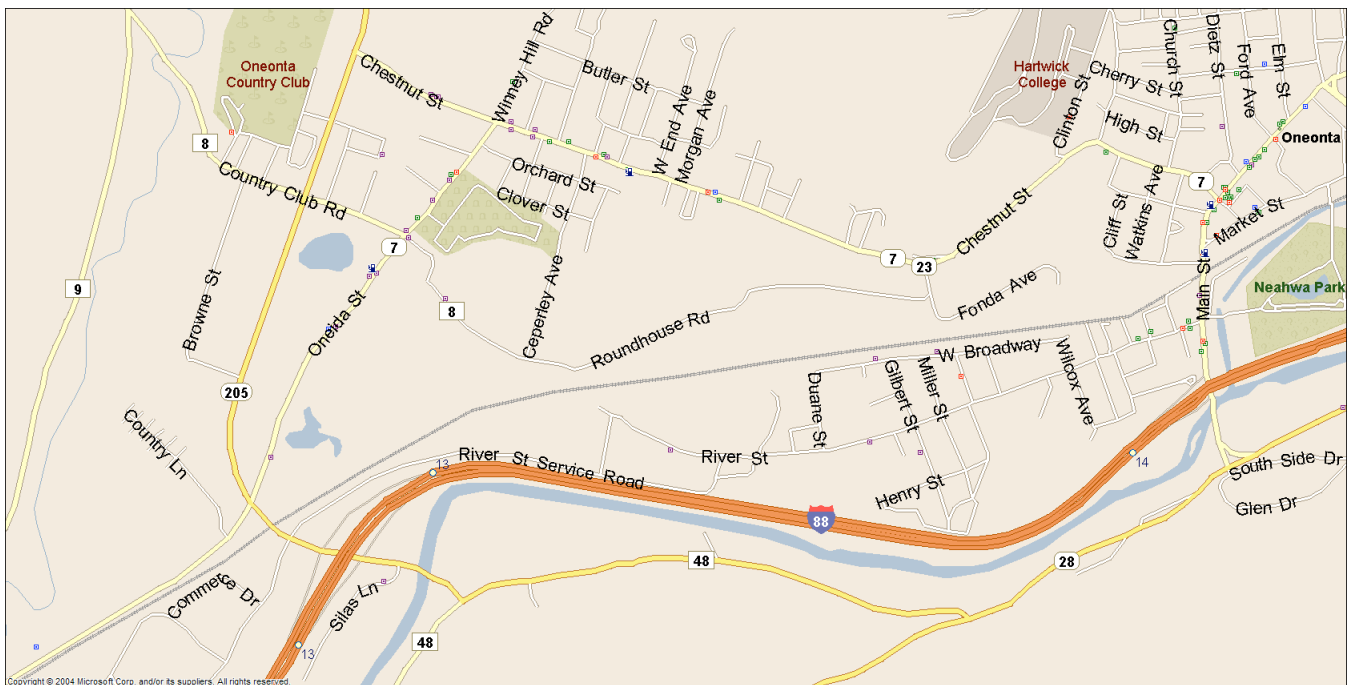 Oneonta
Country Club
Chestnut St
Winney Hill Rd
Butler St
W End Ave
Morgan Ave
Hartwick
College
Clinton St
Cherry St
Church St
Dietz St
Ford Ave
Elm St
High St
Oneonta
8
Country Club Rd
Orchard St
Clover St
7
Cliff St
Watkins Ave
Market St
Chestnut St
7
7
23
9
Browne St
Oneida St
8
Ceperley Ave
Roundhouse Rd
Fonda Ave
Main St
Neahwa Park
W Broadway
Wilcox Ave
Duane St
Gilbert St
Miller St
205
Country Ln
13
River St Service Road
River St
Henry St
14
South Side Dr
Glen Dr
88
48
28
Commerce Dr
Silas Ln
48
13
Copyright © 2004 Microsoft Corp. and/or its suppliers. All rights reserved.